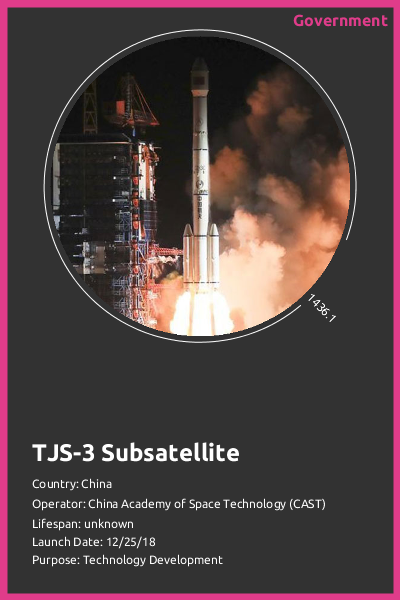 Government
1436.1
TJS-3 Subsatellite
Country: China
Operator: China Academy of Space Technology (CAST)
Lifespan: unknown
Launch Date: 12/25/18
Purpose: Technology Development